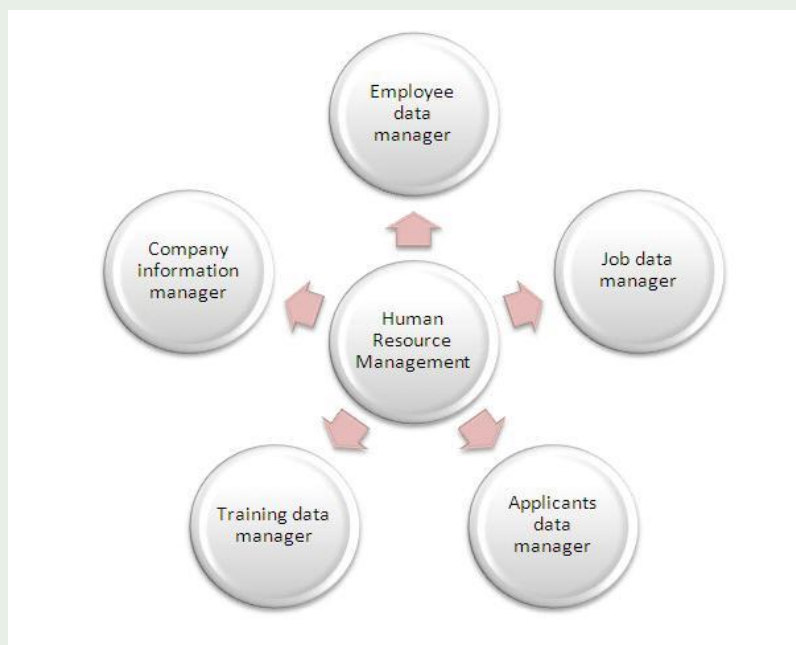 Employee
data
manager
Job data
manager
Applicants
data
manager
Training data
manager
Company
information
manager
Human
Resource
Management